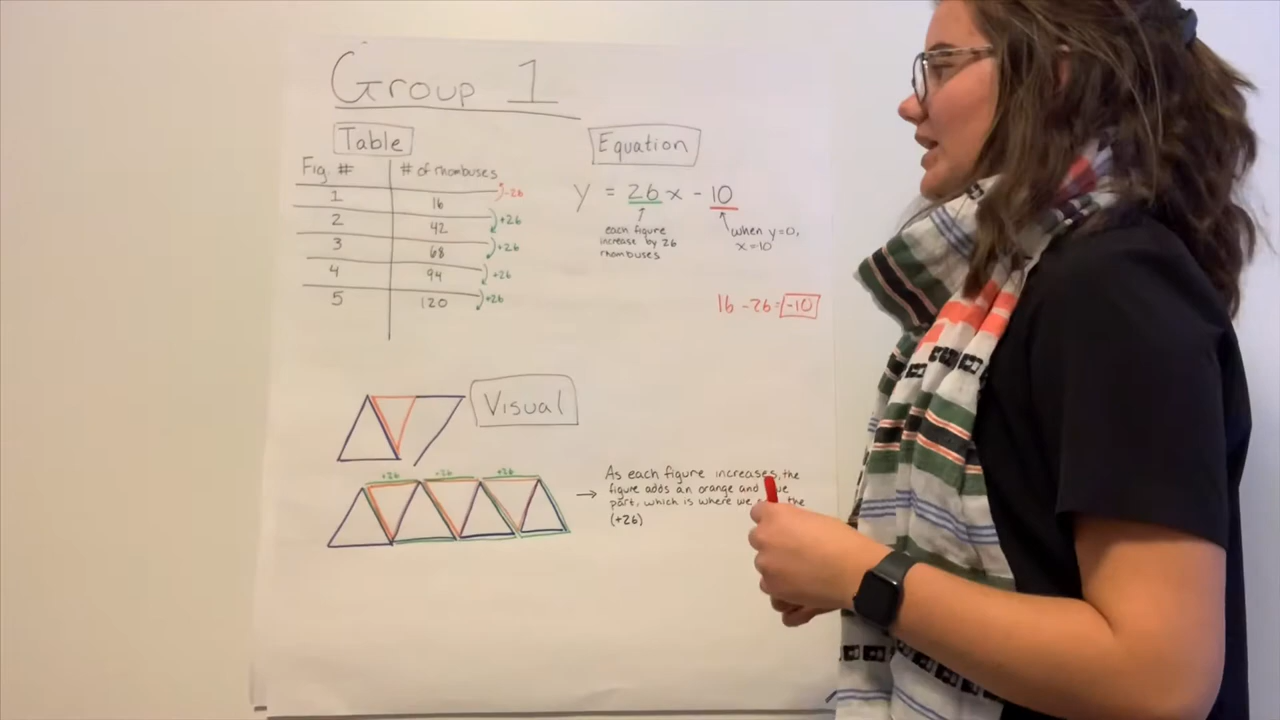 Group 1
Table
Fig. # # of rhombuses
1 16 -26
2 42 +26
3 68 +26
4 94 +26
5 120 +26
Equation
y = 26x - 10
each figure
increase by 26
rhombuses
when y=0,
x=10
16 - 26 = -10
Visual
+26 +26 +26
As each figure increases, the
figure adds an orange and
part, which is where we the
(+26)